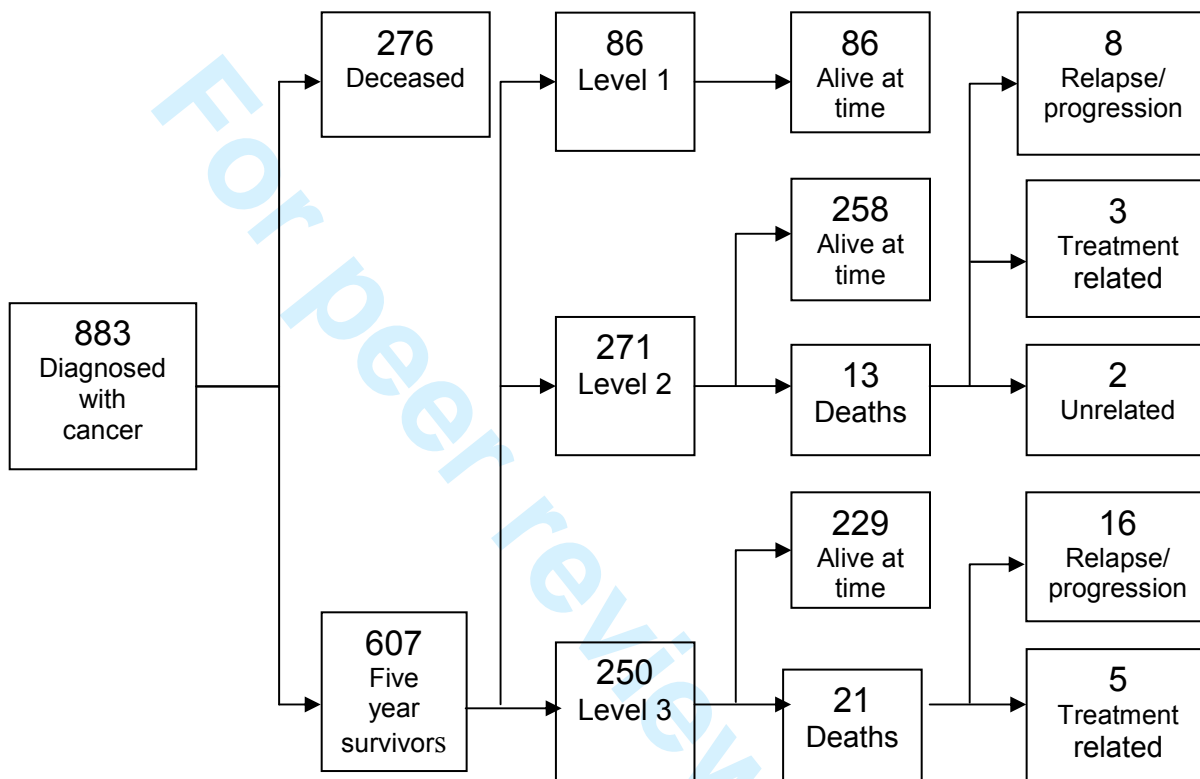 276
Deceased
86
Level 1
86
Alive at
time
8
Relapse/
progression
258
Alive at
time
3
Treatment
related
883
Diagnosed
with
cancer
271
Level 2
13
Deaths
2
Unrelated
229
Alive at
time
16
Relapse/
progression
607
Five
year
survivors
250
Level 3
21
Deaths
5
Treatment
related
For peer review